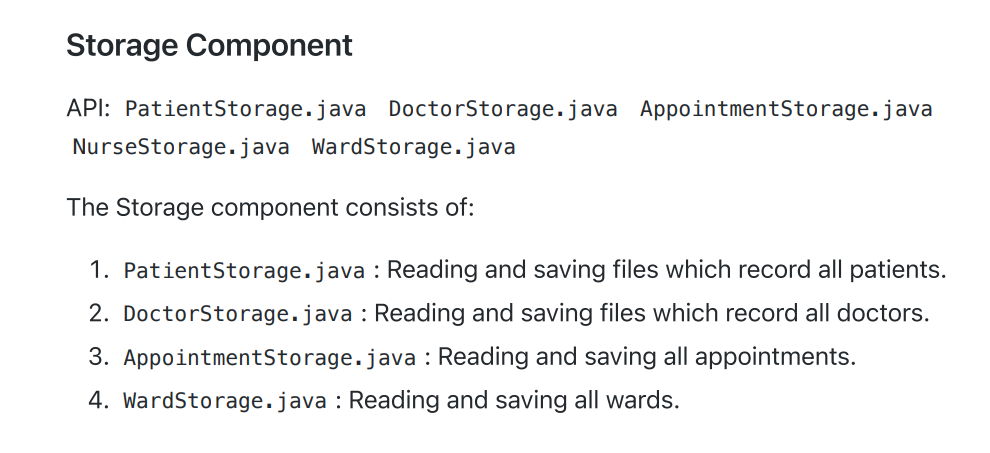 Storage Component
API: PatientStorage.java DoctorStorage.java AppointmentStorage.java
NurseStorage.java WardStorage.java
The Storage component consists of:
1. PatientStorage.java : Reading and saving files which record all patients.
2. DoctorStorage.java : Reading and saving files which record all doctors.
3. AppointmentStorage.java : Reading and saving all appointments.
4. WardStorage.java : Reading and saving all wards.